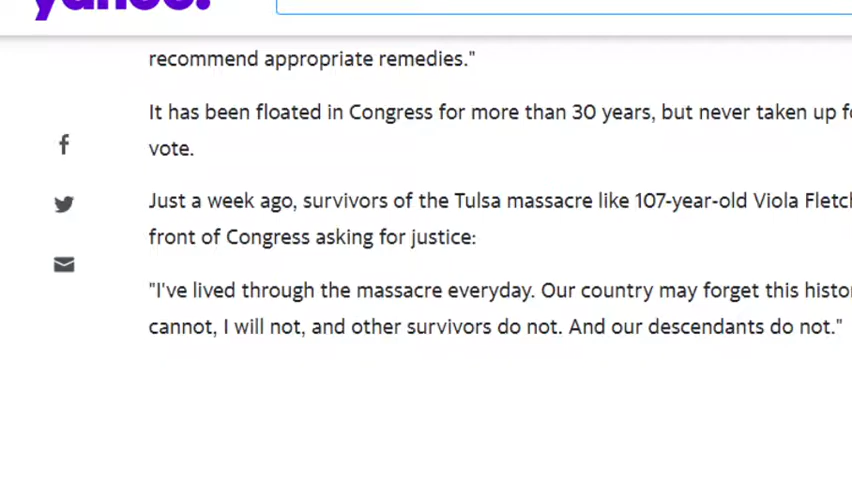 yahoo!
recommend appropriate remedies."
It has been floated in Congress for more than 30 years, but never taken up
vote.
Just a week ago, survivors of the Tulsa massacre like 107-year-old Viola
front of Congress asking for justice:
"I've lived through the massacre everyday. Our country may forget this
cannot, I will not, and other survivors do not. And our descendants do not."